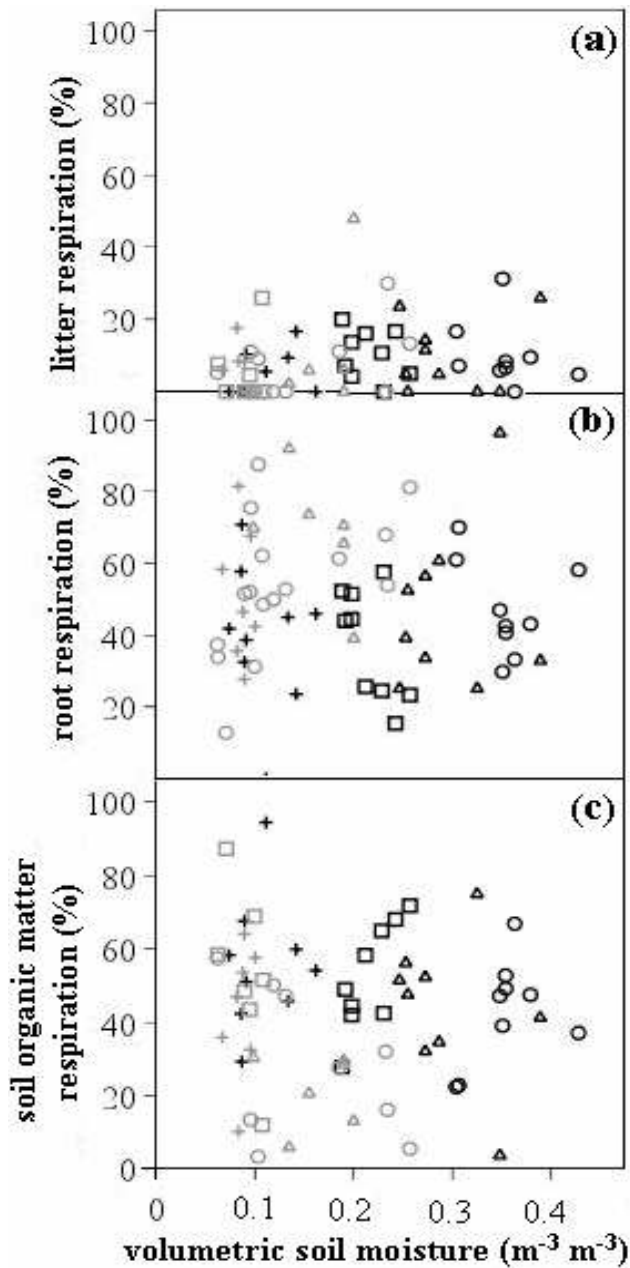 (a)
100
80
60
40
20
litter respiration (%)
(b)
100
80
60
40
20
root respiration (%)
(c)
100
80
60
40
20
0
soil organic matter
respiration (%)
0 0.1 0.2 0.3 0.4
volumetric soil moisture (m⁻³ m⁻³)